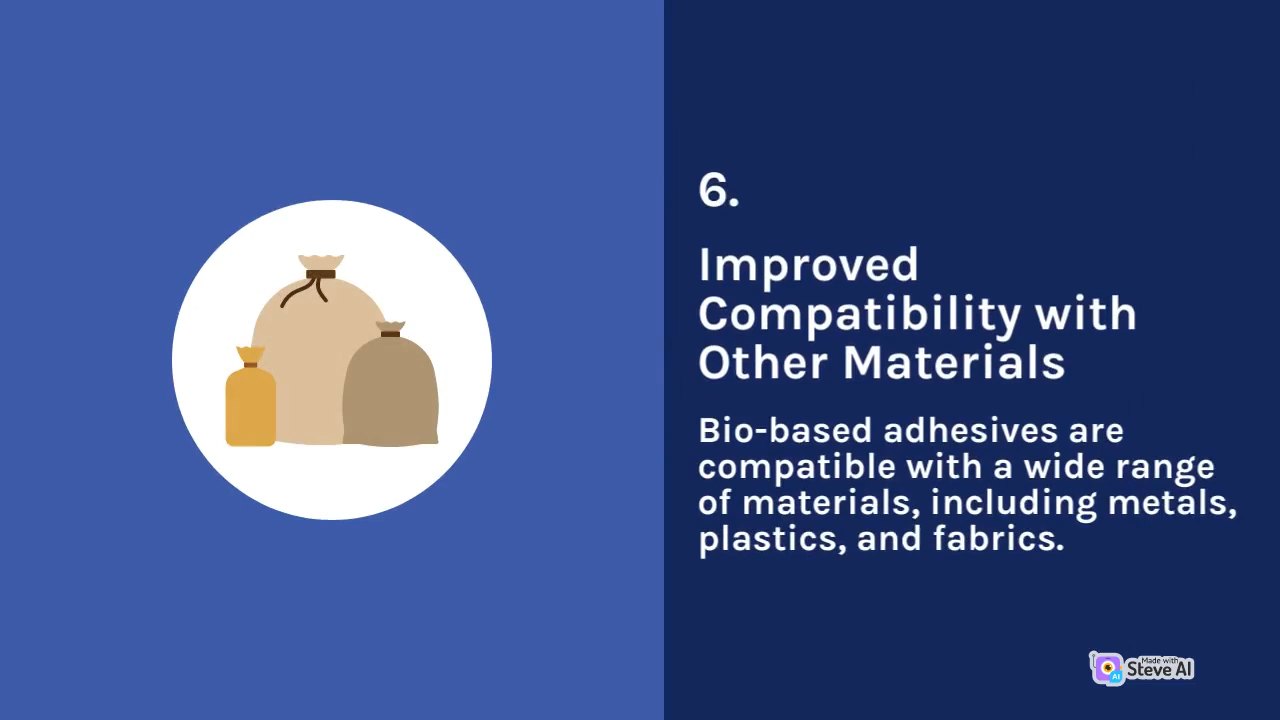 6.
Improved
Compatibility with
Other Materials
Bio-based adhesives are
compatible with a wide range
of materials, including metals,
plastics, and fabrics.
Made with
Steve AI
AI